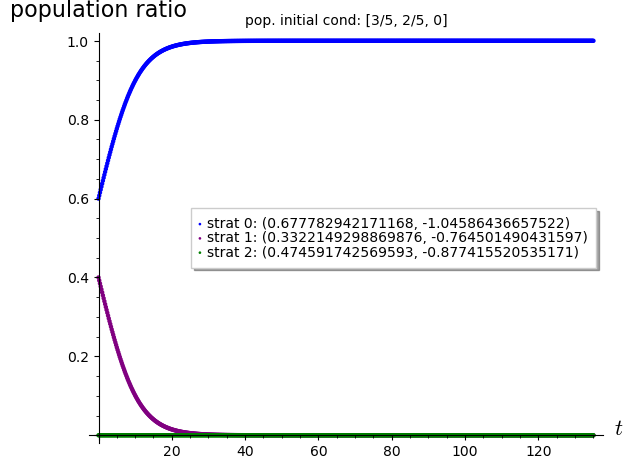 population ratio
pop. initial cond: [3/5, 2/5, 0]
1.0
0.8
0.6
0.4
0.2
strat 0: (0.677782942171168, -1.04586436657522)
strat 1: (0.3322149298869876, -0.764501490431597)
strat 2: (0.474591742569593, -0.877415520535171)
20 40 60 80 100 120
t